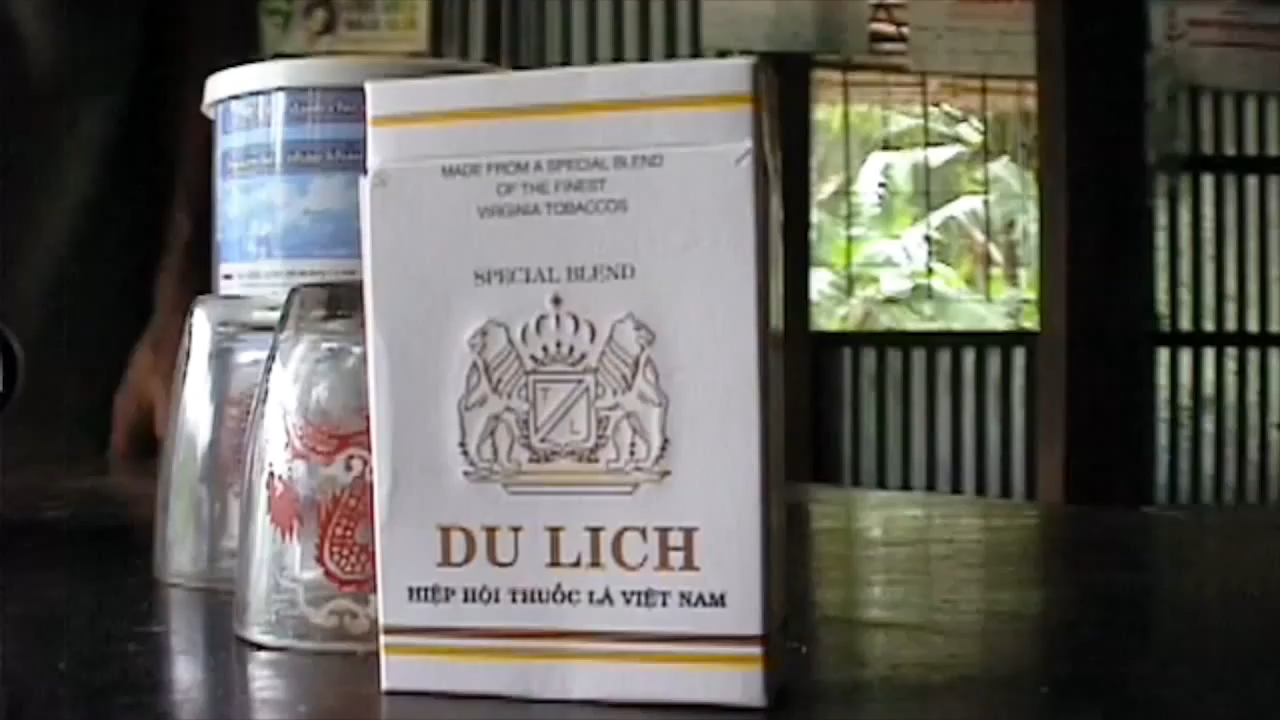 MADE FROM A SPECIAL BLEND
OF THE FINEST
VIRGINIA TOBACCOS
SPECIAL BLEND
T
L
DU LICH
HIỆP HỘI THUỐC LÁ VIỆT NAM